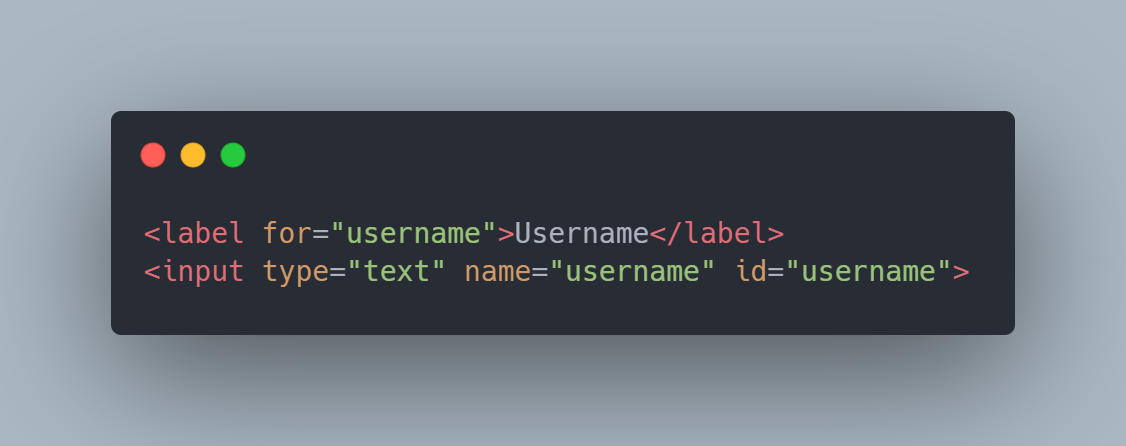 <label for="username">Username</label>
<input type="text" name="username" id="username">